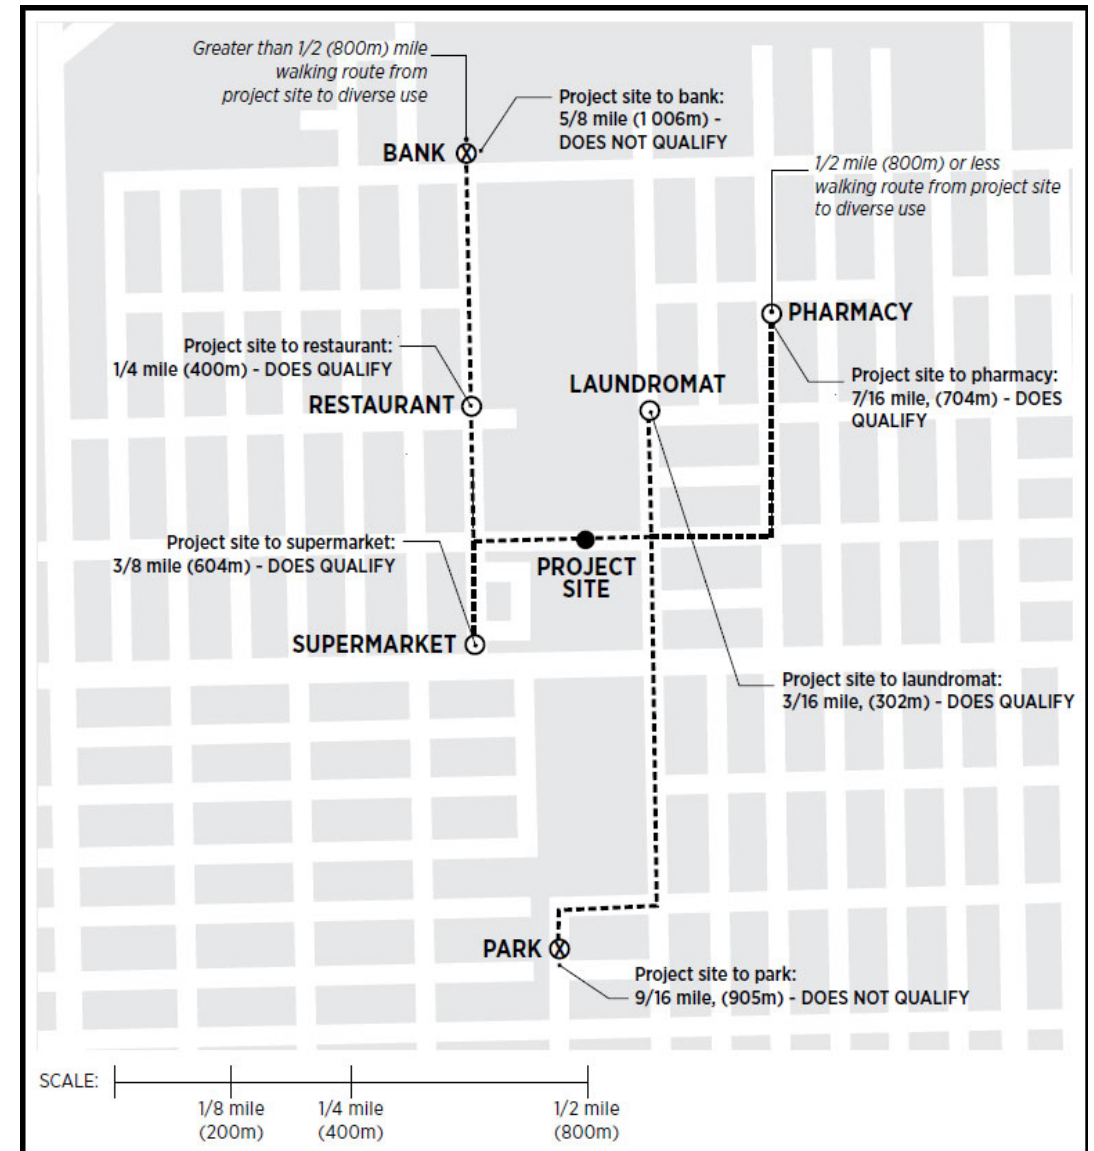 Greater than 1/2 (800m) mile
walking route from
project site to diverse use
Project site to bank:
5/8 mile (1 006m) -
DOES NOT QUALIFY
BANK
1/2 mile (800m) or less
walking route from project site
to diverse use
PHARMACY
Project site to restaurant:
1/4 mile (400m) - DOES QUALIFY
Project site to pharmacy:
7/16 mile, (704m) - DOES
QUALIFY
LAUNDROMAT
RESTAURANT
Project site to supermarket:
3/8 mile (604m) - DOES QUALIFY
PROJECT
SITE
SUPERMARKET
Project site to laundromat:
3/16 mile, (302m) - DOES QUALIFY
PARK
Project site to park:
9/16 mile, (905m) - DOES NOT QUALIFY
SCALE:
1/8 mile
(200m)
1/4 mile
(400m)
1/2 mile
(800m)